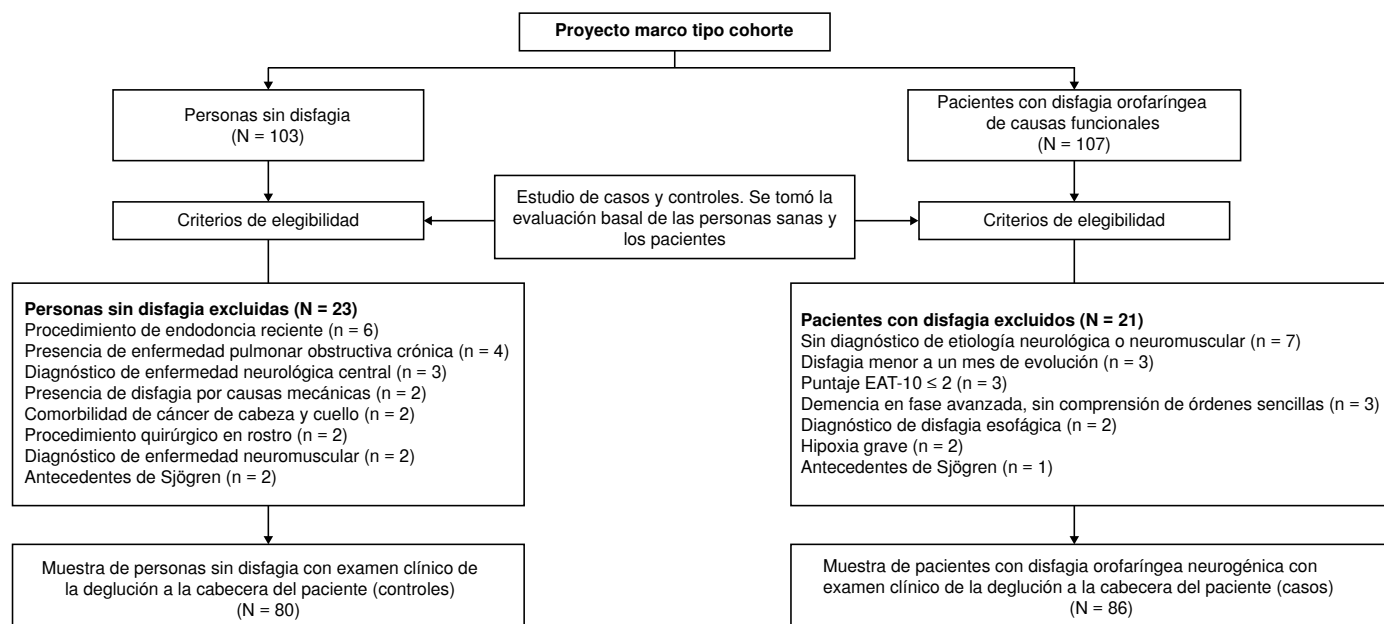 Proyecto marco tipo cohorte
Personas sin disfagia
(N = 103)
Pacientes con disfagia orofaríngea
de causas funcionales
(N = 107)
Criterios de elegibilidad
Estudio de casos y controles. Se tomó la
evaluación basal de las personas sanas y
los pacientes
Criterios de elegibilidad
Personas sin disfagia excluidas (N = 23)
Procedimiento de endodoncia reciente (n = 6)
Presencia de enfermedad pulmonar obstructiva crónica (n = 4)
Diagnóstico de enfermedad neurológica central (n = 3)
Presencia de disfagia por causas mecánicas (n = 2)
Comorbilidad de cáncer de cabeza y cuello (n = 2)
Procedimiento quirúrgico en rostro (n = 2)
Diagnóstico de enfermedad neuromuscular (n = 2)
Antecedentes de Sjögren (n = 2)
Pacientes con disfagia excluidos (N = 21)
Sin diagnóstico de etiología neurológica o neuromuscular (n = 7)
Disfagia menor a un mes de evolución (n = 3)
Puntaje EAT-10 ≤ 2 (n = 3)
Demencia en fase avanzada, sin comprensión de órdenes sencillas (n = 3)
Diagnóstico de disfagia esofágica (n = 2)
Hipoxia grave (n = 2)
Antecedentes de Sjögren (n = 1)
Muestra de personas sin disfagia con examen clínico de
la deglución a la cabecera del paciente (controles)
(N = 80)
Muestra de pacientes con disfagia orofaríngea neurogénica con
examen clínico de la deglución a la cabecera del paciente (casos)
(N = 86)